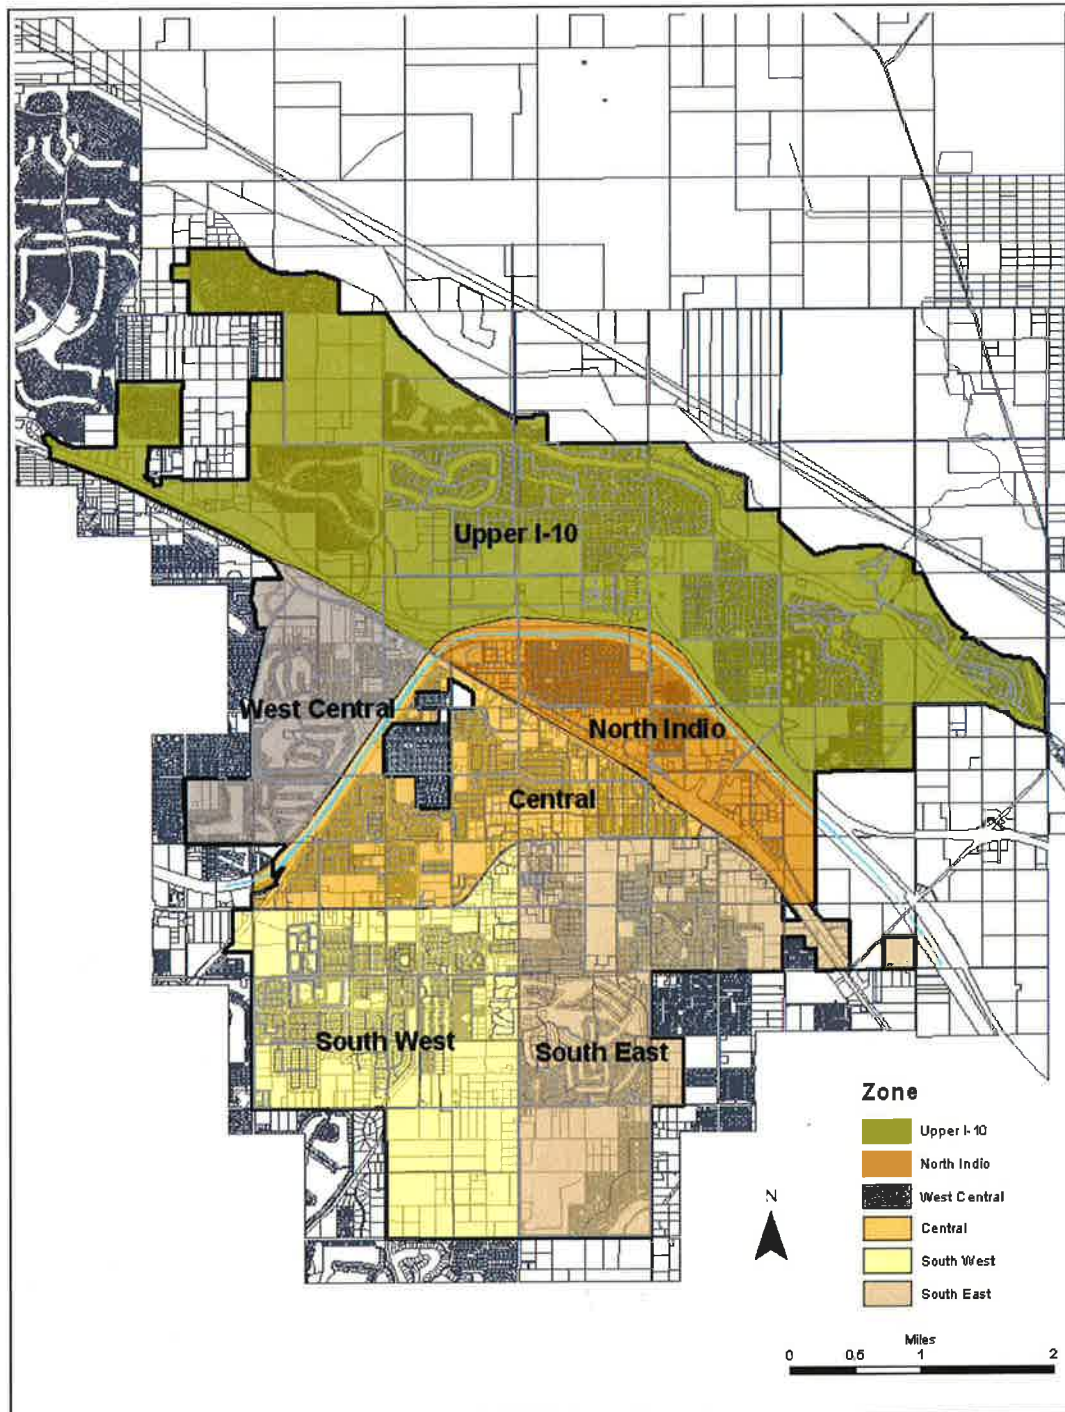 Upper I-10
West Central
North Indio
Central
South West
South East
Zone
Upper I-10
North Indio
West Central
Central
South West
South East
N
Miles
0 0.5 1 2